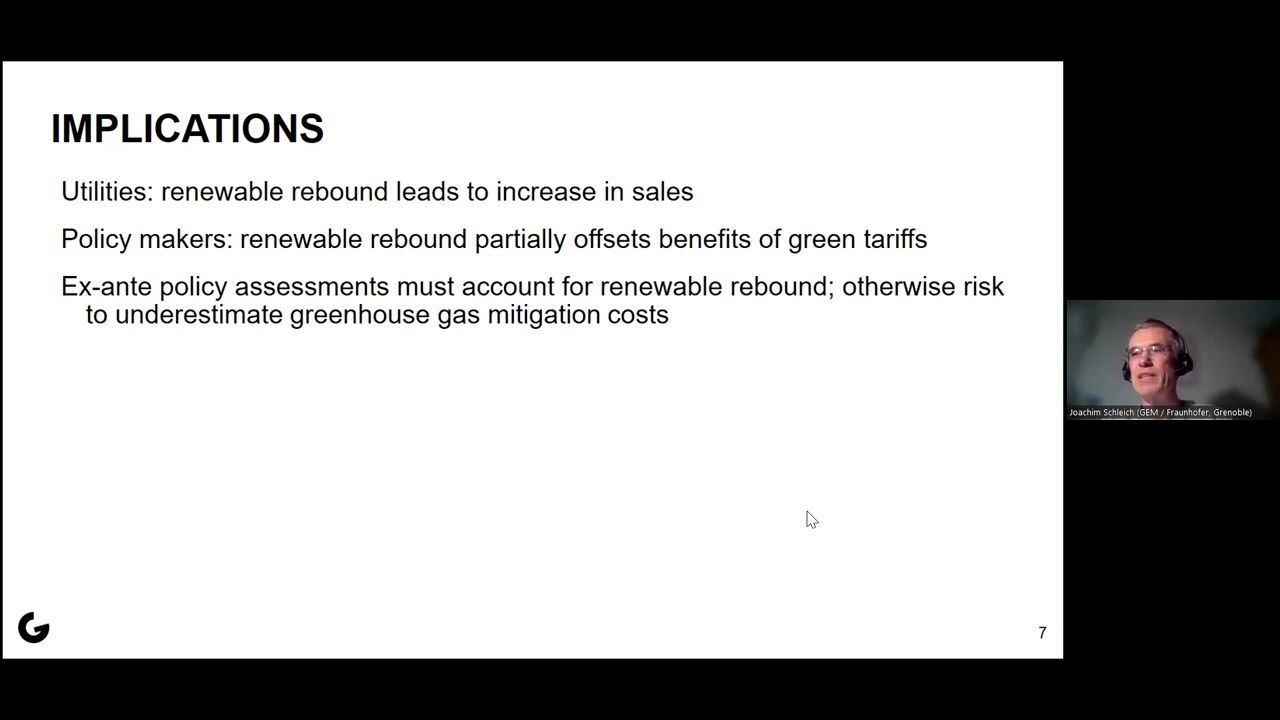 IMPLICATIONS
Utilities: renewable rebound leads to increase in sales
Policy makers: renewable rebound partially offsets benefits of green tariffs
Ex-ante policy assessments must account for renewable rebound; otherwise risk
to underestimate greenhouse gas mitigation costs
Joachim Schleich (GEM / Fraunhofer, Grenoble)
7